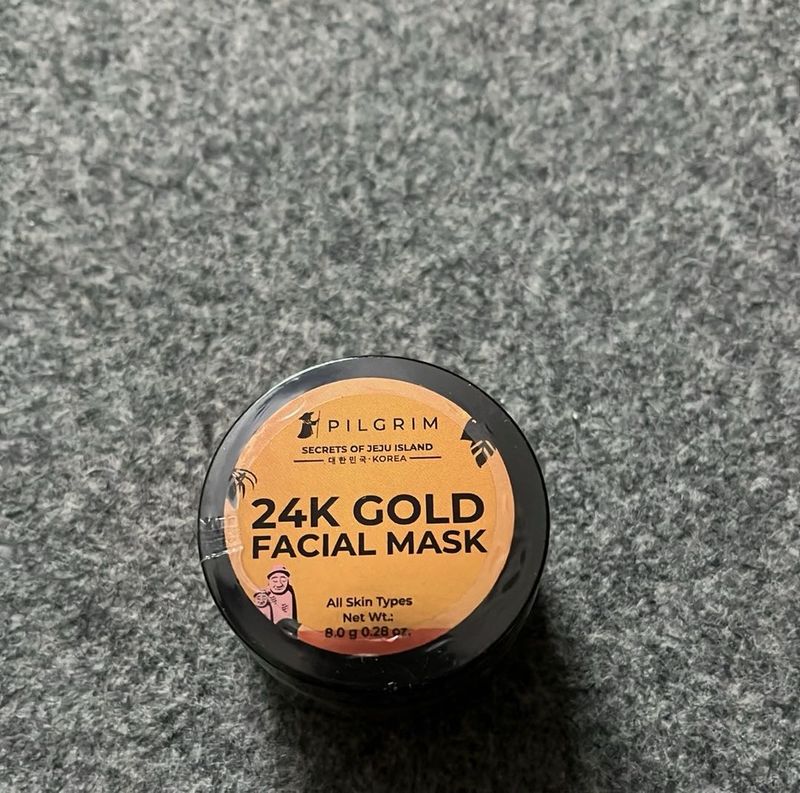 PILGRIM
SECRETS OF JEJU ISLAND
대한민국·KOREA
24K GOLD
FACIAL MASK
All Skin Types
Net Wt.:
8.0 g 0.28 oz.